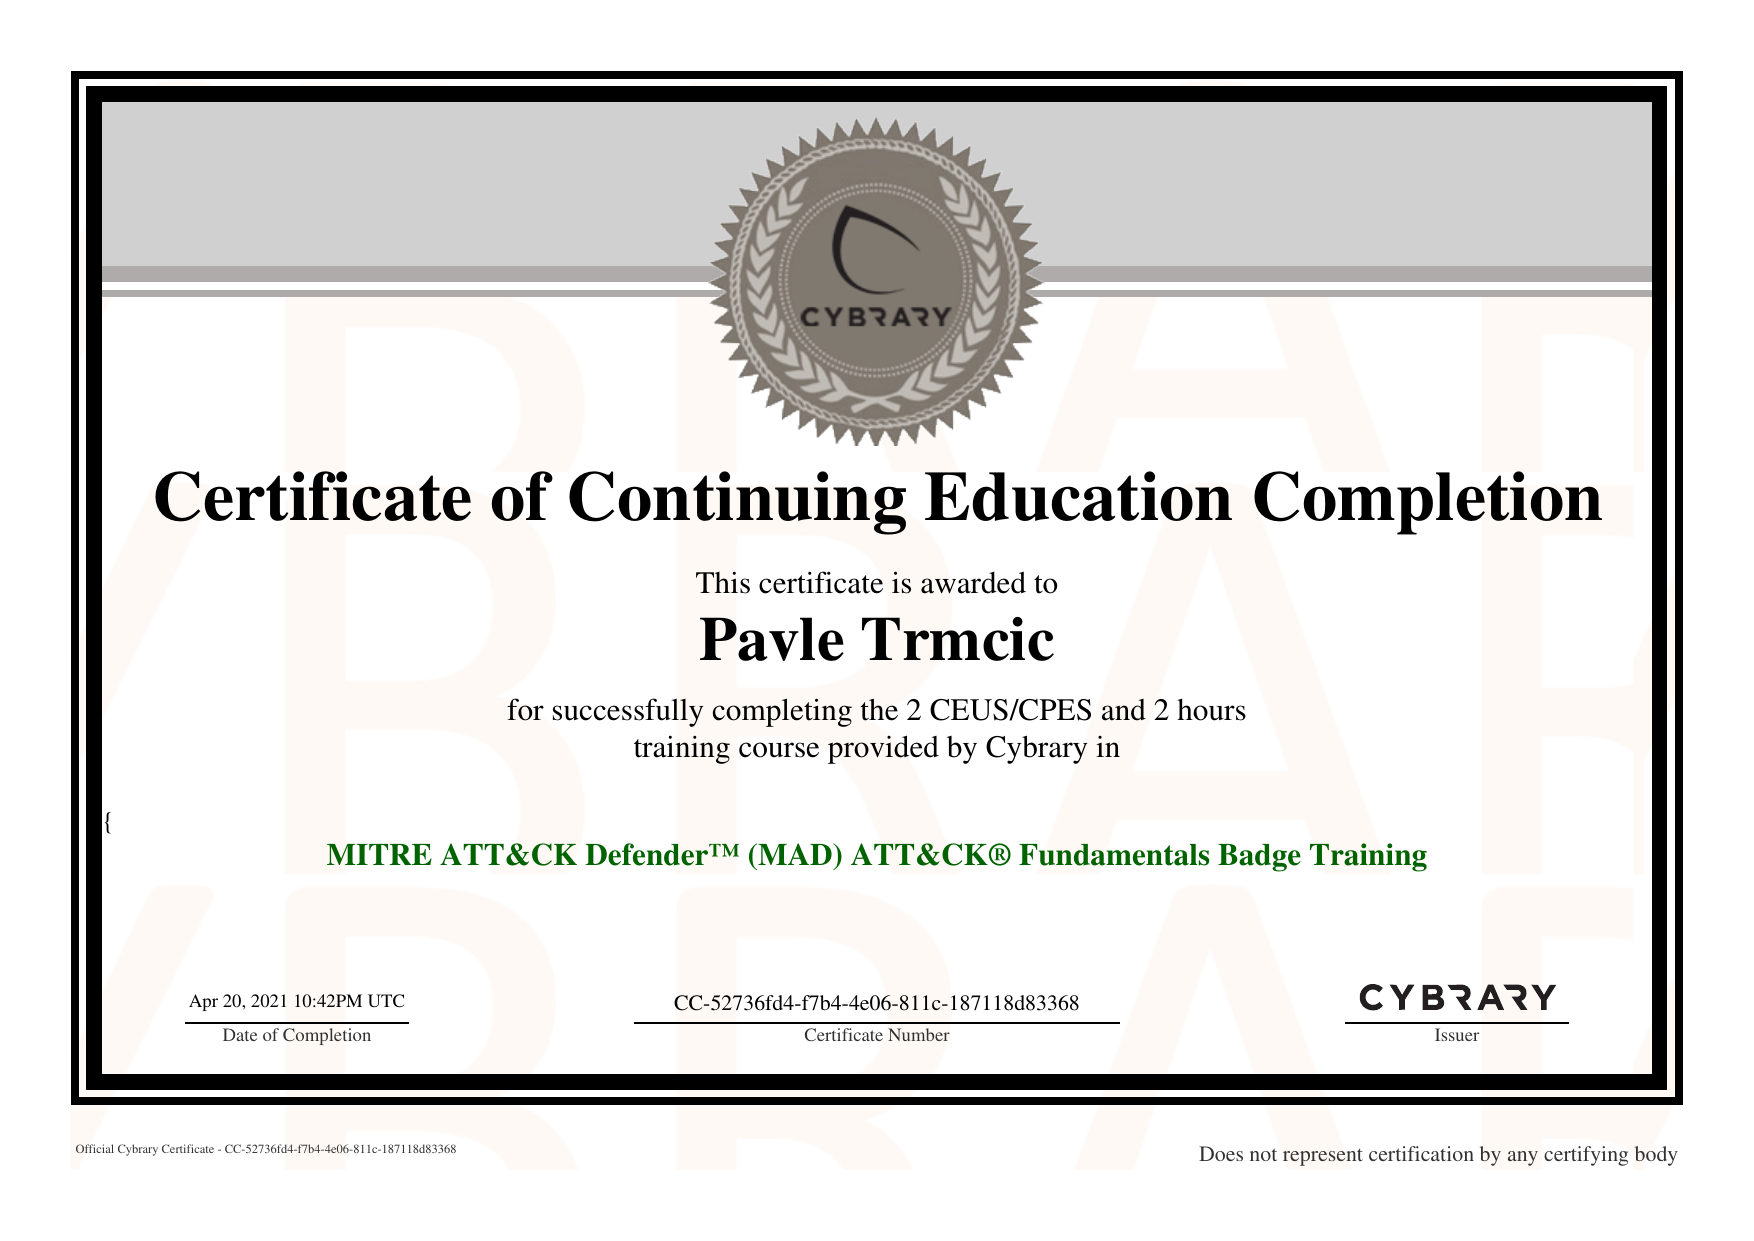 CYBRARY
Certificate of Continuing Education Completion
This certificate is awarded to
Pavle Trmcic
for successfully completing the 2 CEUS/CPES and 2 hours
training course provided by Cybrary in
{
MITRE ATT&CK Defender™ (MAD) ATT&CK® Fundamentals Badge Training
Apr 20, 2021 10:42PM UTC
Date of Completion
CC-52736fd4-f7b4-4e06-811c-187118d83368
Certificate Number
CYBRARY
Issuer
Official Cybrary Certificate - CC-52736fd4-f7b4-4e06-811c-187118d83368
Does not represent certification by any certifying body